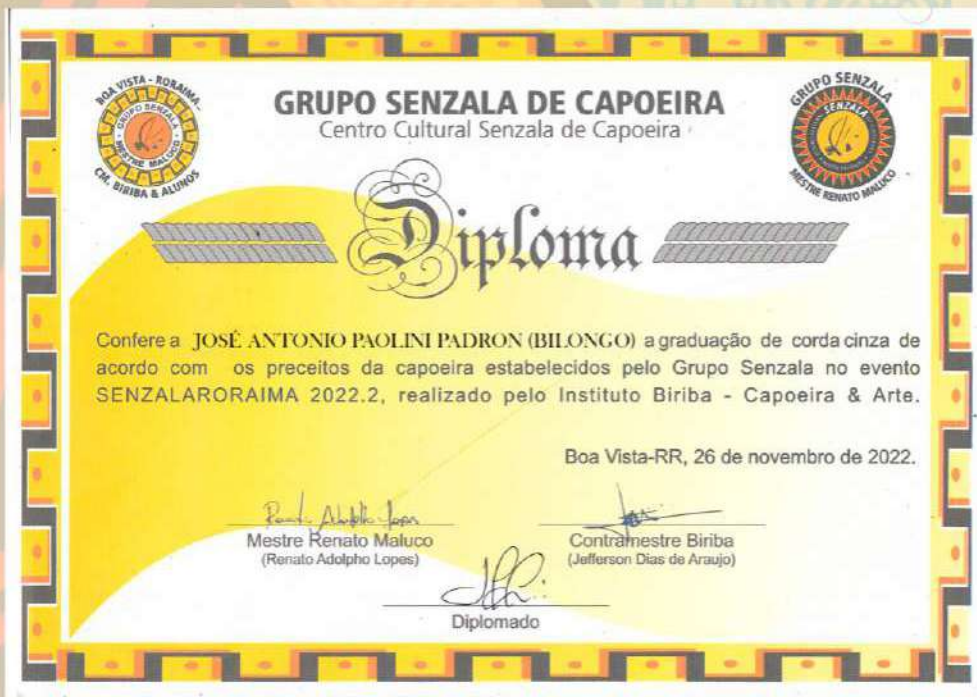 BOA VISTA - RORAIMA
GRUPO SENZALA
MESTRE MALUCO
CM. BIRIBA & ALUNOS
GRUPO SENZALA DE CAPOEIRA
Centro Cultural Senzala de Capoeira
GRUPO SENZALA
SENZALA
MESTRE RENATO MALUCO
Diploma
Confere a JOSÉ ANTONIO PAOLINI PADRON (BILONGO) a graduação de corda cinza de
acordo com os preceitos da capoeira estabelecidos pelo Grupo Senzala no evento
SENZALARORAIMA 2022.2, realizado pelo Instituto Biriba - Capoeira & Arte.
Boa Vista-RR, 26 de novembro de 2022.
Mestre Renato Maluco
(Renato Adolpho Lopes)
Contramestre Biriba
(Jefferson Dias de Araujo)
Diplomado